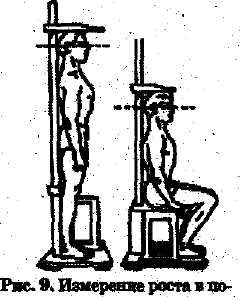 Рис. 9. Измерение роста в по-